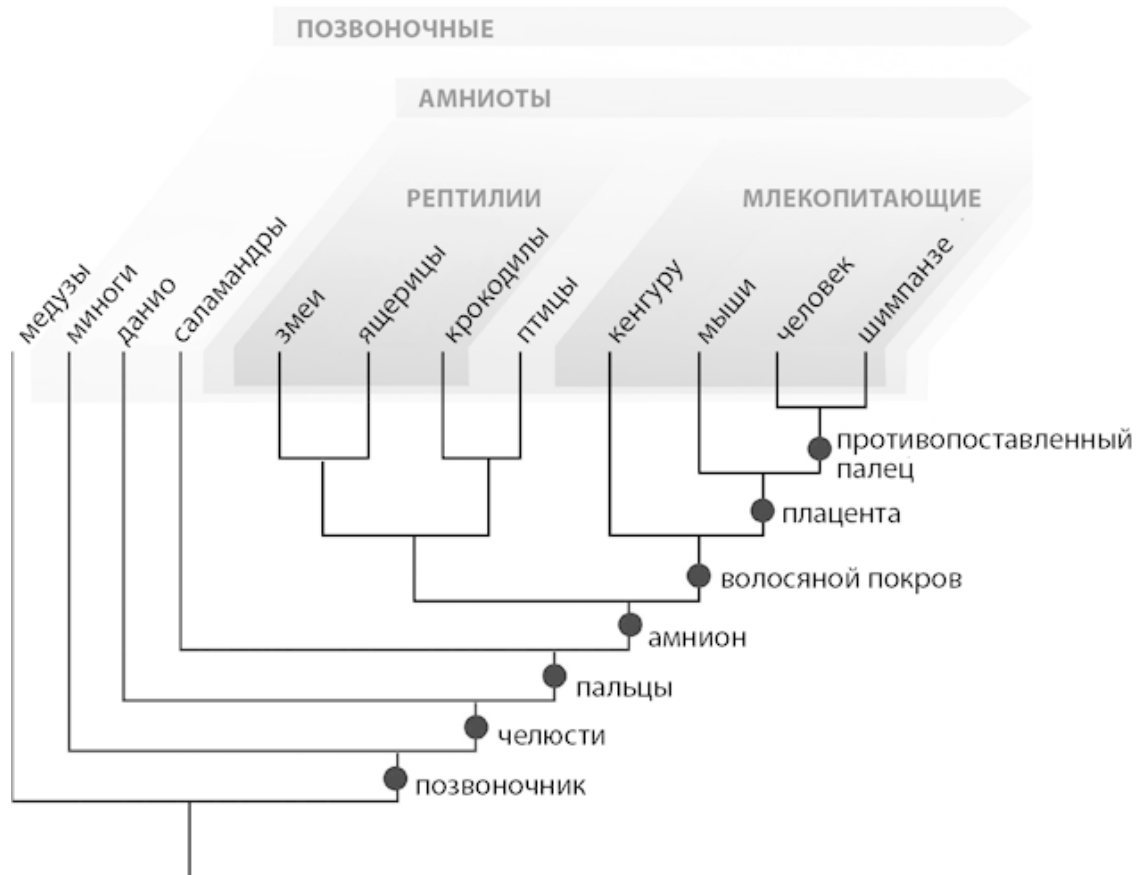 ПОЗВОНОЧНЫЕ
АМНИОТЫ
РЕПТИЛИИ
МЛЕКОПИТАЮЩИЕ
медузы
миноги
данио
саламандры
змеи
ящерицы
крокодилы
птицы
кенгуру
мыши
человек
шимпанзе
противопоставленный
палец
плацента
волосяной покров
амнион
пальцы
челюсти
позвоночник